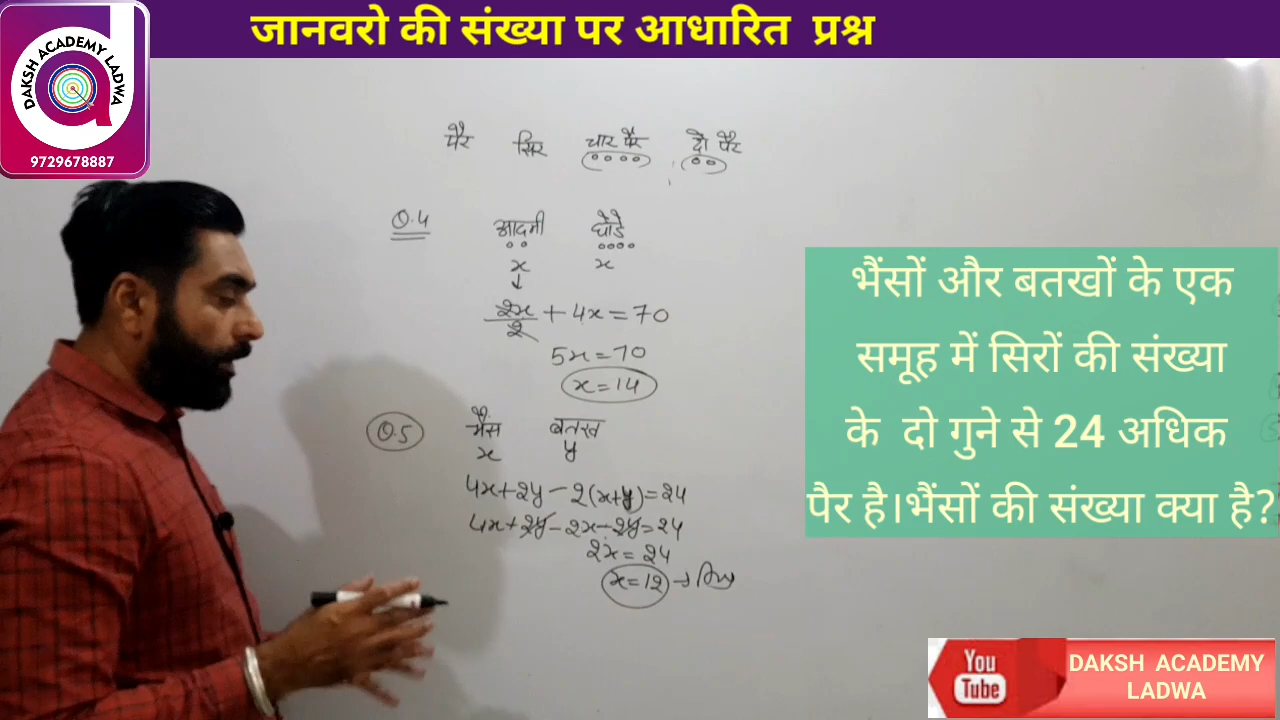 जानवरो की संख्या पर आधारित प्रश्न
DAKSH ACADEMY LADWA
9729678887
पैर सिर चार पैर दो पैर
Q.4 आदमी घोडे
x x
2x/2 + 4x = 70
5x = 70
x = 14
Q.5 भैंस बतख
x y
4x+2y - 2(x+y) = 24
4x+2y-2x-2y=24
2x = 24
x = 12 →
भैंसों और बतखों के एक
समूह में सिरों की संख्या
के दो गुने से 24 अधिक
पैर है।भैंसों की संख्या क्या है?
You
Tube
DAKSH ACADEMY
LADWA